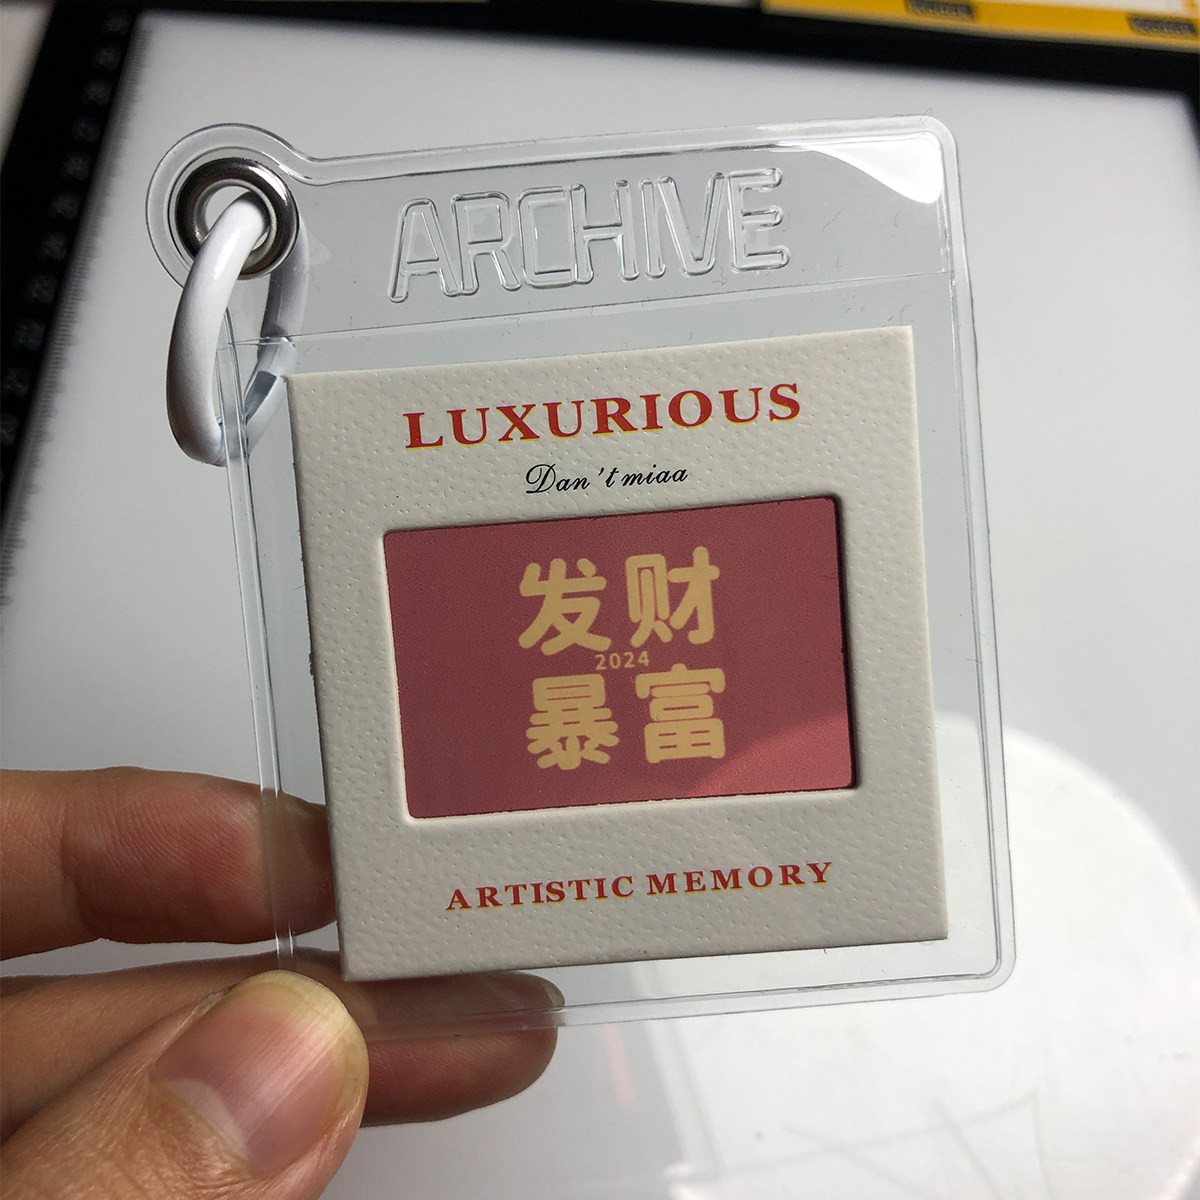 ARCHIVE
LUXURIOUS
Dan't miaa
发财
2024
暴富
ARTISTIC MEMORY